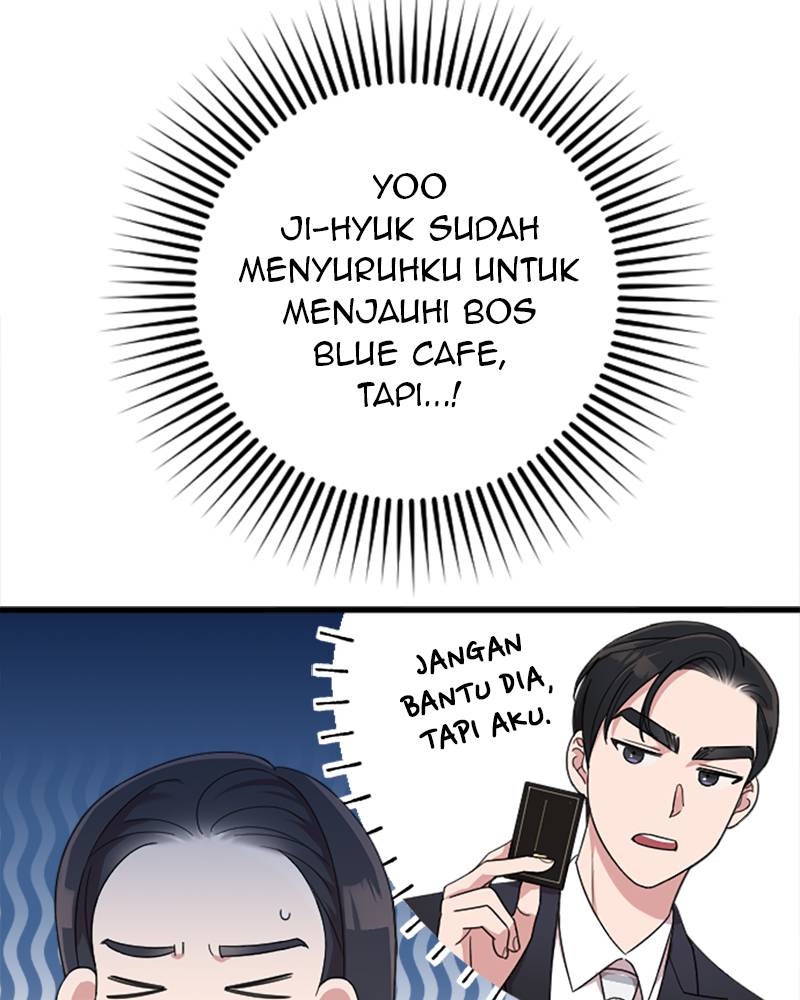 YOO
JI-HYUK SUDAH
MENYURUHKU UNTUK
MENJAUHI BOS
BLUE CAFE,
TAPI...!
JANGAN
BANTU DIA,
TAPI AKU.